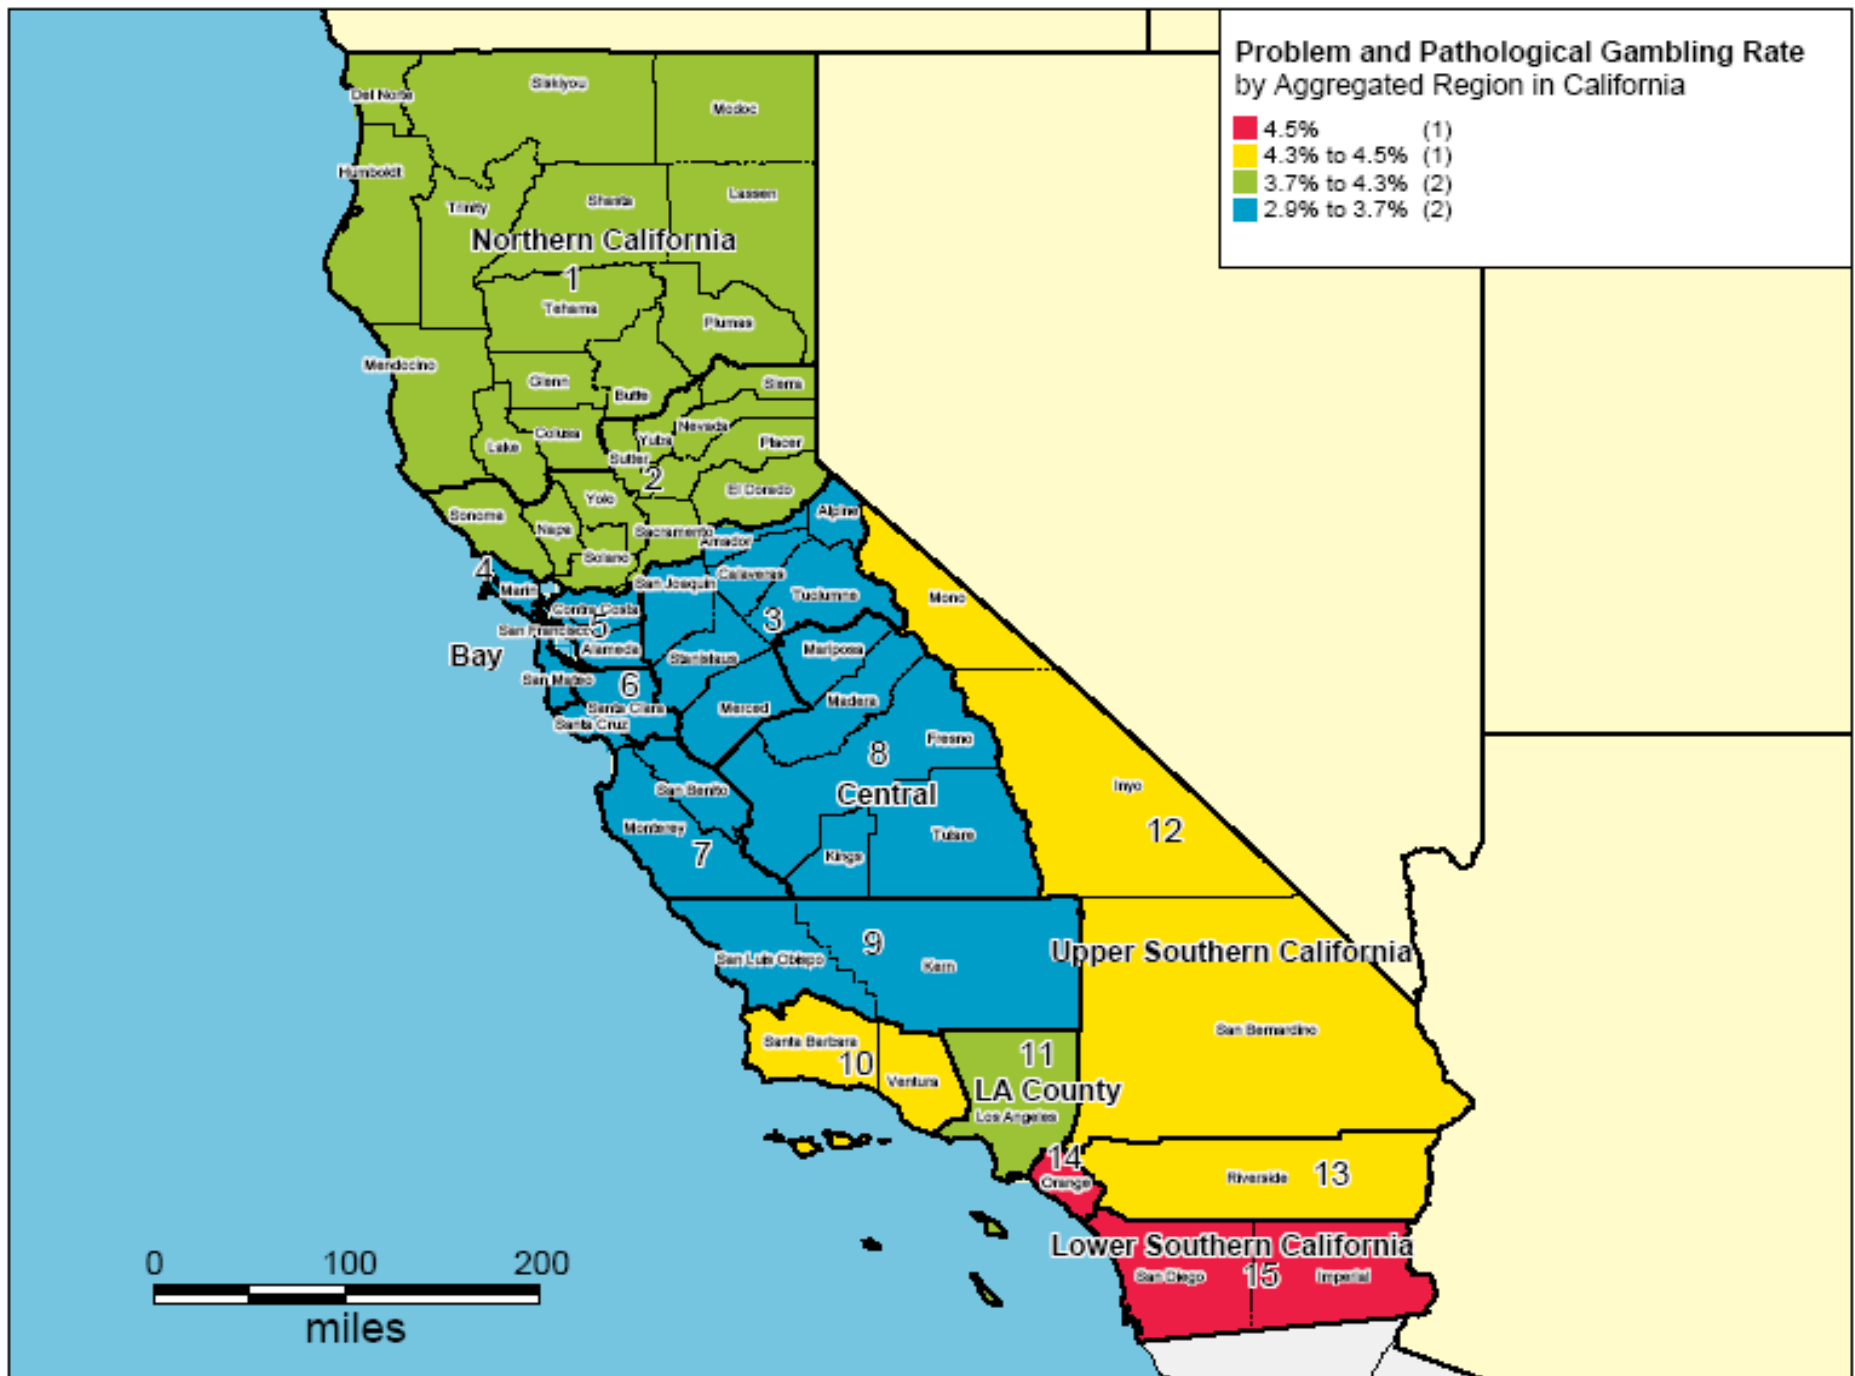 Problem and Pathological Gambling Rate
by Aggregated Region in California
4.5% (1)
4.3% to 4.5% (1)
3.7% to 4.3% (2)
2.9% to 3.7% (2)
Del Norte
Siskiyou
Modoc
Humboldt
Trinity
Shasta
Lassen
Northern California
1
Tehama
Plumas
Mendocino
Glenn
Butte
Sierra
Lake
Colusa
Yuba
Nevada
Placer
Sutter
2
El Dorado
Sonoma
Napa
Yolo
Solano
Sacramento
Amador
Alpine
4
Marin
Contra Costa
San Joaquin
Calaveras
Tuolumne
Mono
San Francisco
5
3
Bay
Alameda
Stanislaus
Mariposa
San Mateo
6
Santa Clara
Santa Cruz
Merced
Madera
8
Fresno
Central
San Benito
Monterey
7
Kings
Tulare
Inyo
12
San Luis Obispo
9
Kern
Upper Southern California
San Bernardino
Santa Barbara
10
Ventura
11
LA County
Los Angeles
14
Orange
Riverside
13
Lower Southern California
San Diego
15
Imperial
0 100 200
miles